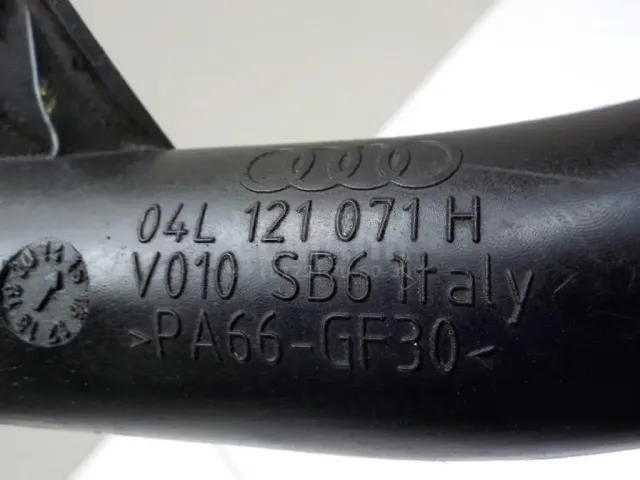 04L 121 071 H
V010 SB6 Italy
>PA66-GF30<